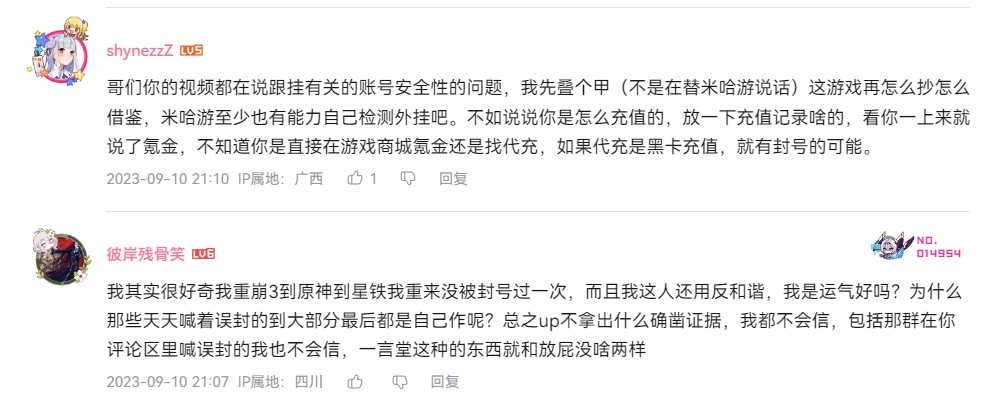 shynezzZ LV5
哥们你的视频都在说跟挂有关的账号安全性的问题，我先叠个甲（不是在替米哈游说话）这游戏再怎么抄怎么
借鉴，米哈游至少也有能力自己检测外挂吧。不如说说你是怎么充值的，放一下充值记录啥的，看你一上来就
说了氪金，不知道你是直接在游戏商城氪金还是找代充，如果代充是黑卡充值，就有封号的可能。
2023-09-10 21:10 IP属地：广西 1 回复
彼岸残骨笑 LV6
NO.
014954
我其实很好奇我重崩3到原神到星铁我重来没被封号过一次，而且我这人还用反和谐，我是运气好吗？为什么
那些天天喊着误封的到大部分最后都是自己作呢？总之up不拿出什么确凿证据，我都不会信，包括那群在你
评论区里喊误封的我也不会信，一言堂这种的东西就和放屁没啥两样
2023-09-10 21:07 IP属地：四川 回复